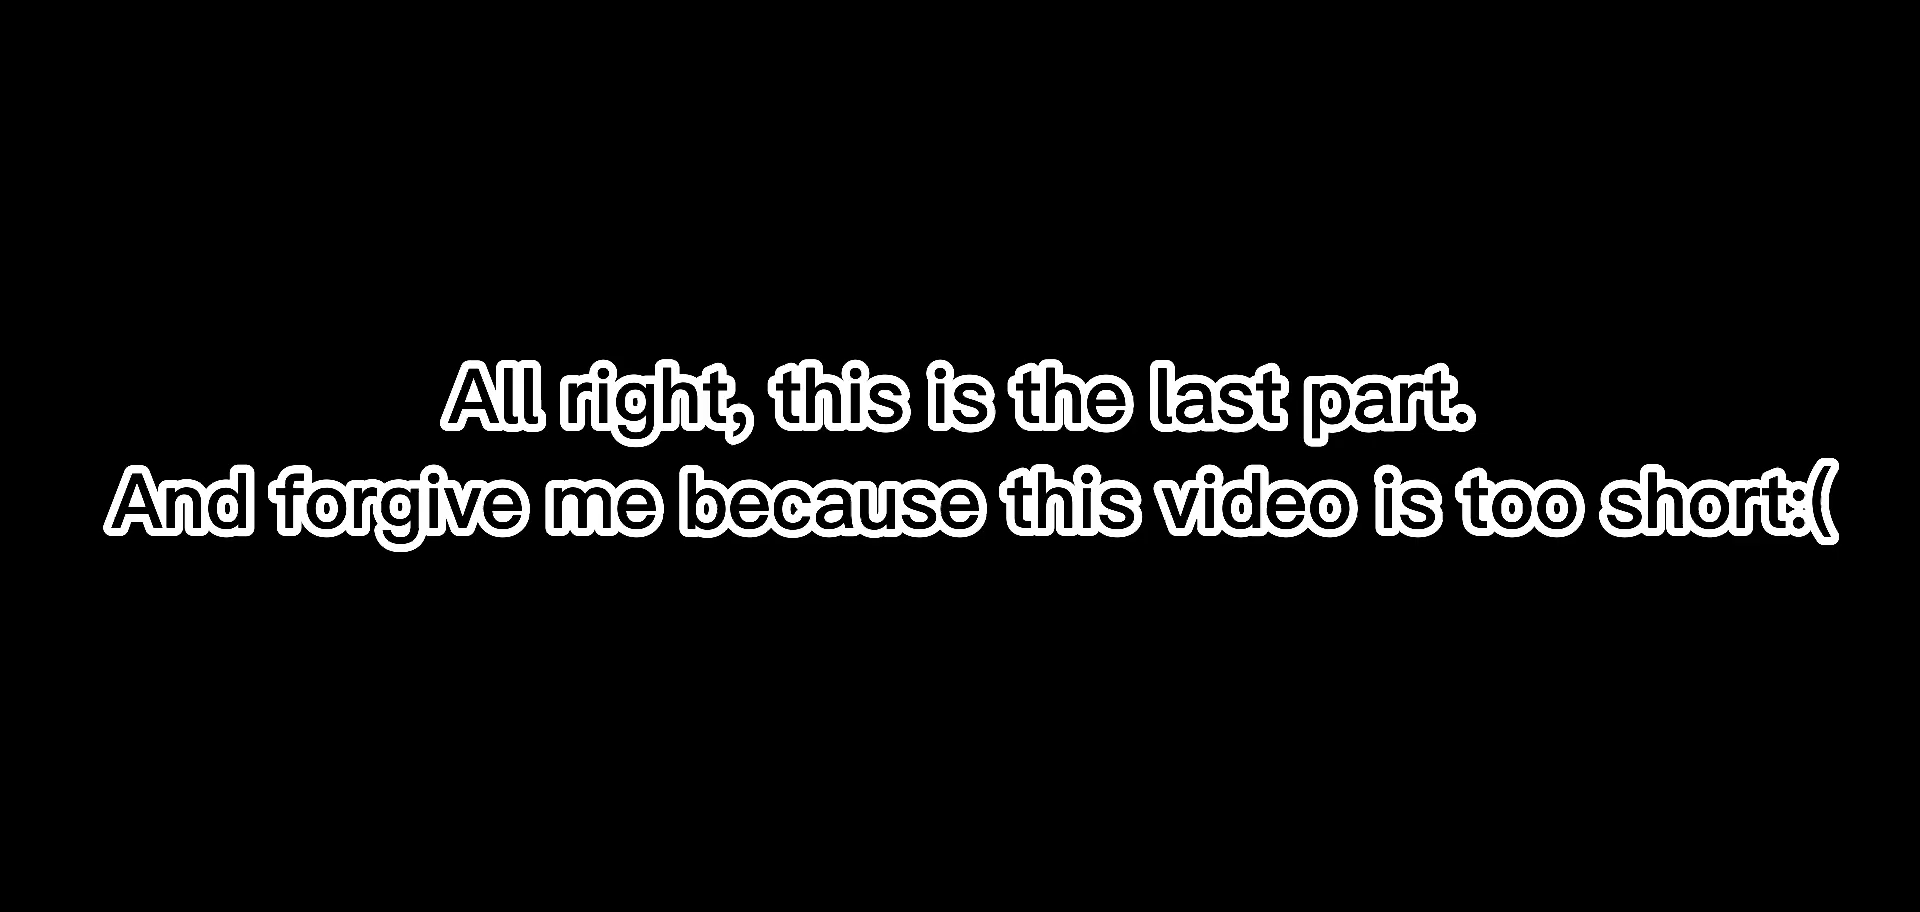 All right, this is the last part.
And forgive me because this video is too short:(